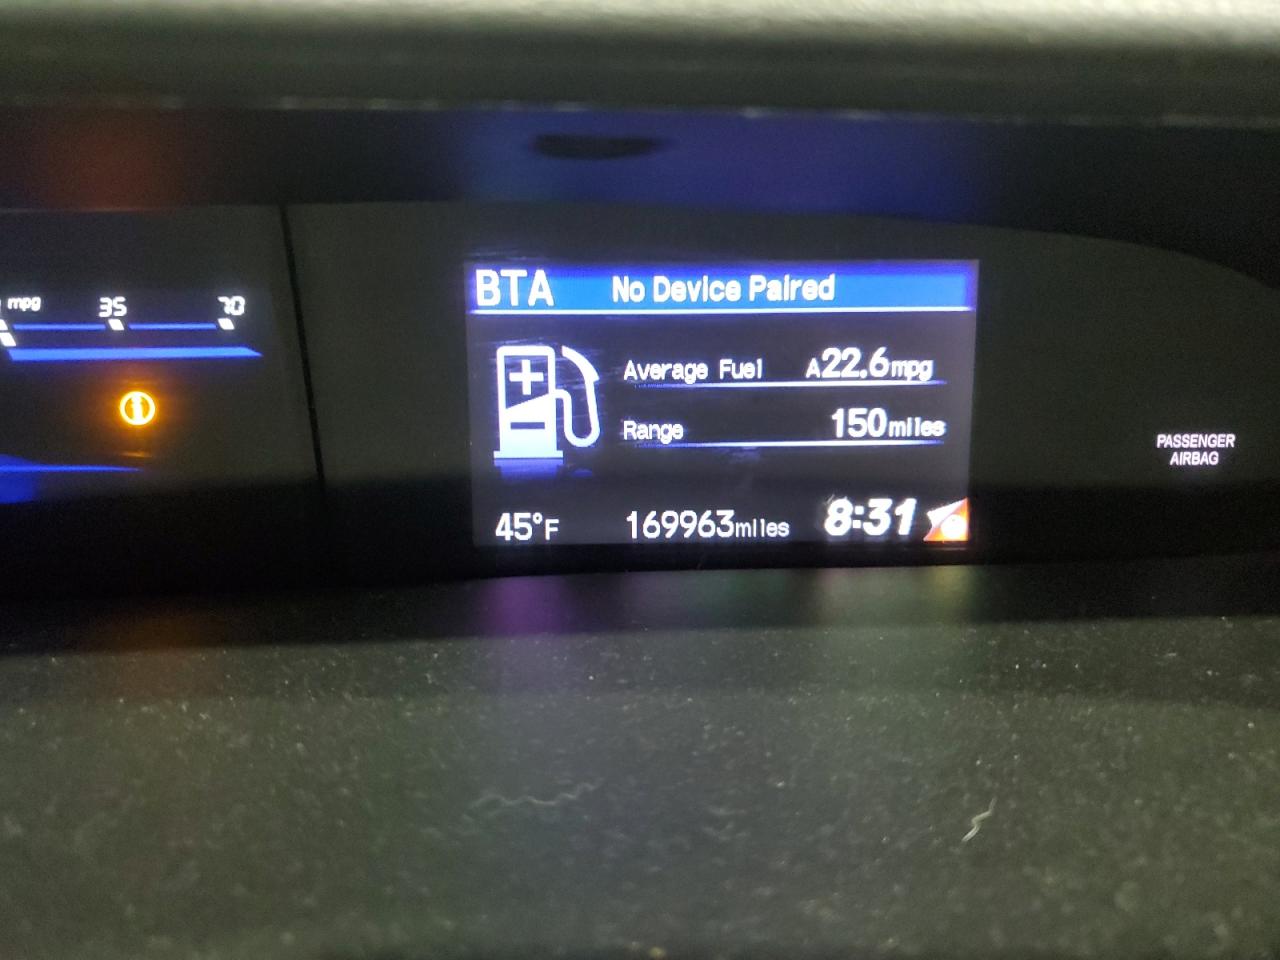 mpg 35 70
BTA No Device Paired
Average Fuel A22.6mpg
Range 150miles
45°F 169963miles 8:31
PASSENGER
AIRBAG